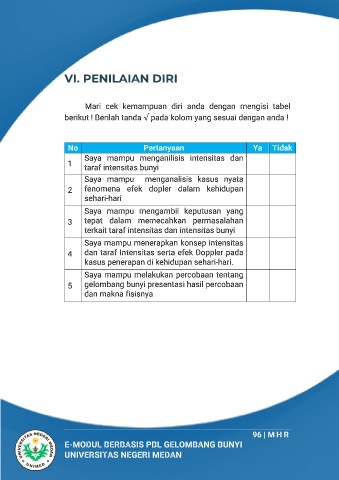 VI. PENILAIAN DIRI
Mari cek kemampuan diri anda dengan mengisi tabel
berikut ! Berilah tanda √ pada kolom yang sesuai dengan anda !
No Pertanyaan Ya Tidak
1 Saya mampu menganilisis intensitas dan
taraf intensitas bunyi
2 Saya mampu menganalisis kasus nyata
fenomena efek dopler dalam kehidupan
sehari-hari
3 Saya mampu mengambil keputusan yang
tepat dalam memecahkan permasalahan
terkait taraf intensitas dan intensitas bunyi
4 Saya mampu menerapkan konsep intensitas
dan taraf Intensitas serta efek Doppler pada
kasus penerapan di kehidupan sehari-hari.
5 Saya mampu melakukan percobaan tentang
gelombang bunyi presentasi hasil percobaan
dan makna fisisnya
96 | M H R
E-MODUL BERBASIS PBL GELOMBANG BUNYI
UNIVERSITAS NEGERI MEDAN
UNIVERSITAS NEGERI MEDAN
UNIMED